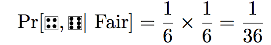 Pr[⚃,⚅| Fair] = 1/6 × 1/6 = 1/36